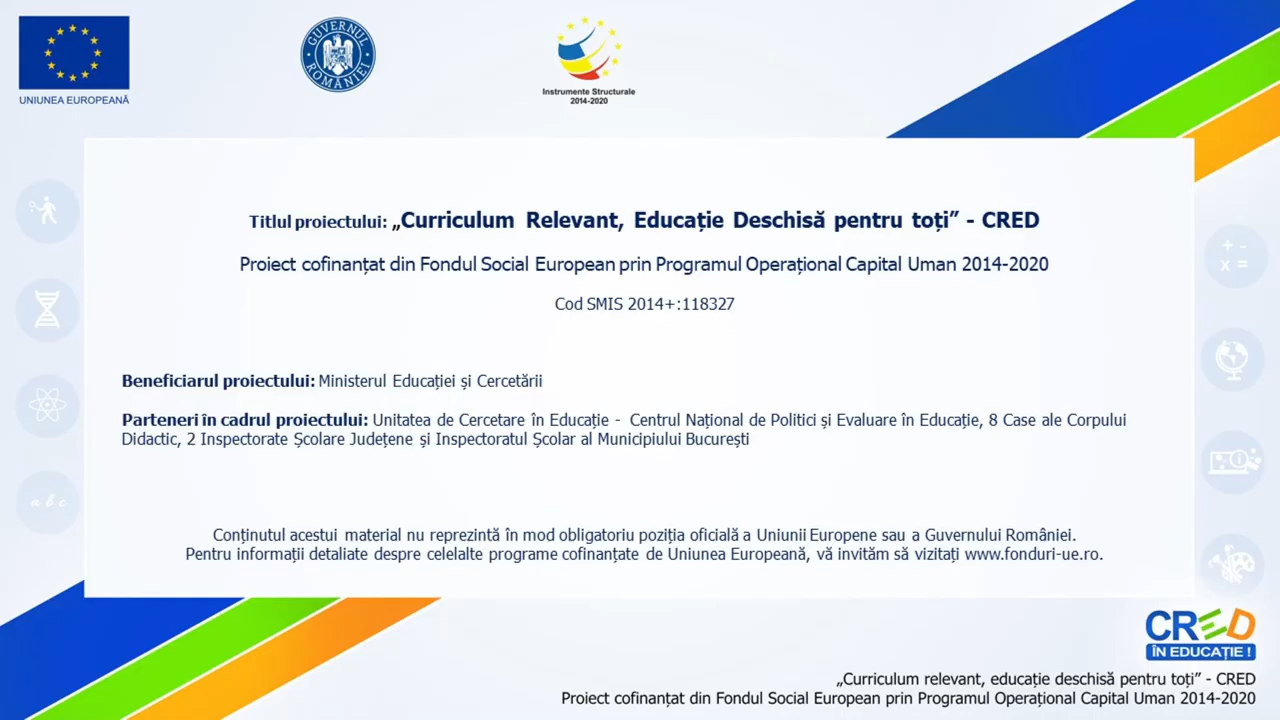 UNIUNEA EUROPEANĂ
GUVERNUL ROMÂNIEI
Instrumente Structurale
2014-2020
Titlul proiectului: „Curriculum Relevant, Educație Deschisă pentru toți” - CRED
Proiect cofinanțat din Fondul Social European prin Programul Operațional Capital Uman 2014-2020
Cod SMIS 2014+:118327
+ -
x =
Beneficiarul proiectului: Ministerul Educației și Cercetării
Parteneri în cadrul proiectului: Unitatea de Cercetare în Educație - Centrul Național de Politici și Evaluare în Educație, 8 Case ale Corpului
Didactic, 2 Inspectorate Școlare Județene și Inspectoratul Școlar al Municipiului București
a b c
Conținutul acestui material nu reprezintă în mod obligatoriu poziția oficială a Uniunii Europene sau a Guvernului României.
Pentru informații detaliate despre celelalte programe cofinanțate de Uniunea Europeană, vă invităm să vizitați www.fonduri-ue.ro.
CRED
ÎN EDUCAȚIE !
„Curriculum relevant, educație deschisă pentru toți” - CRED
Proiect cofinanțat din Fondul Social European prin Programul Operațional Capital Uman 2014-2020